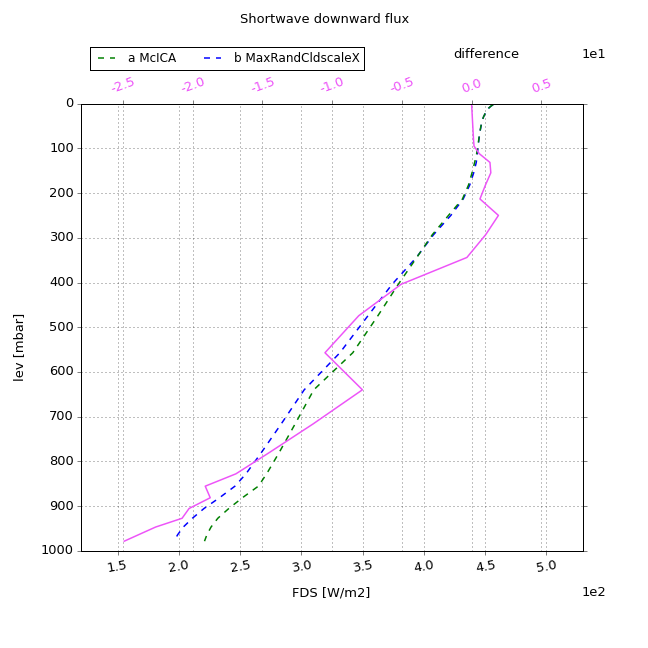 Shortwave downward flux
a McICA b MaxRandCldscaleX difference 1e1
-2.5 -2.0 -1.5 -1.0 -0.5 0.0 0.5
0
100
200
300
400
500
600
700
800
900
1000
lev [mbar]
1.5 2.0 2.5 3.0 3.5 4.0 4.5 5.0
FDS [W/m2] 1e2